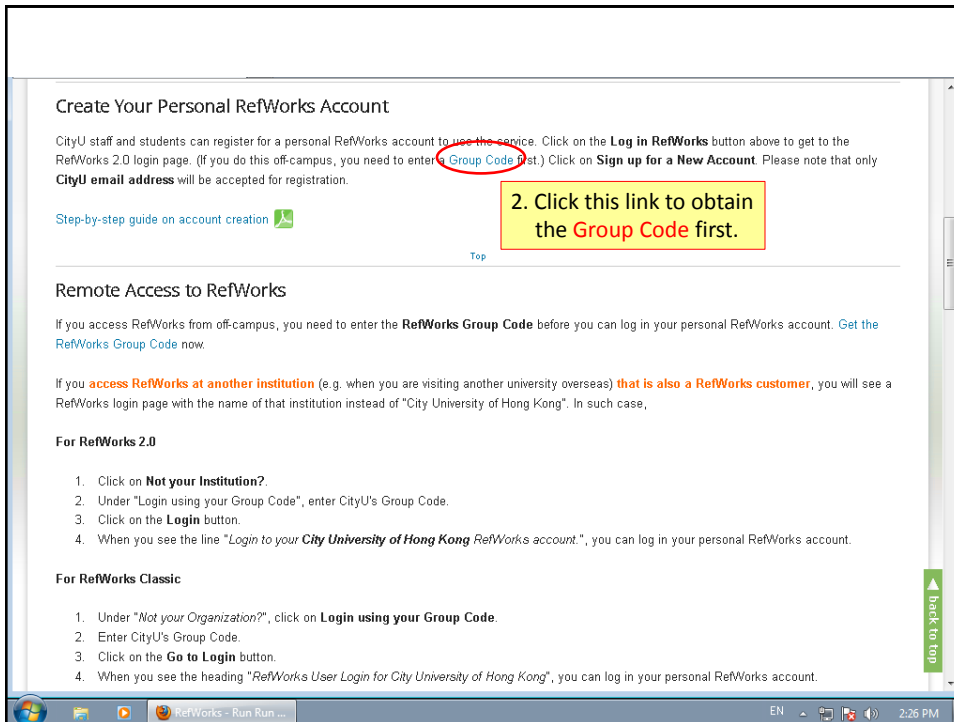 Create Your Personal RefWorks Account
CityU staff and students can register for a personal RefWorks account to use the service. Click on the Log in RefWorks button above to get to the
RefWorks 2.0 login page. (If you do this off-campus, you need to enter a Group Code first.) Click on Sign up for a New Account. Please note that only
CityU email address will be accepted for registration.
2. Click this link to obtain
the Group Code first.
Step-by-step guide on account creation
Top
Remote Access to RefWorks
If you access RefWorks from off-campus, you need to enter the RefWorks Group Code before you can log in your personal RefWorks account. Get the
RefWorks Group Code now.
If you access RefWorks at another institution (e.g. when you are visiting another university overseas) that is also a RefWorks customer, you will see a
RefWorks login page with the name of that institution instead of "City University of Hong Kong". In such case,
For RefWorks 2.0
1. Click on Not your Institution?.
2. Under "Login using your Group Code", enter CityU's Group Code.
3. Click on the Login button.
4. When you see the line "Login to your City University of Hong Kong RefWorks account.", you can log in your personal RefWorks account.
For RefWorks Classic
1. Under "Not your Organization?", click on Login using your Group Code.
2. Enter CityU's Group Code.
3. Click on the Go to Login button.
4. When you see the heading "RefWorks User Login for City University of Hong Kong", you can log in your personal RefWorks account.
back to top
RefWorks - Run Run ...
EN
2:26 PM